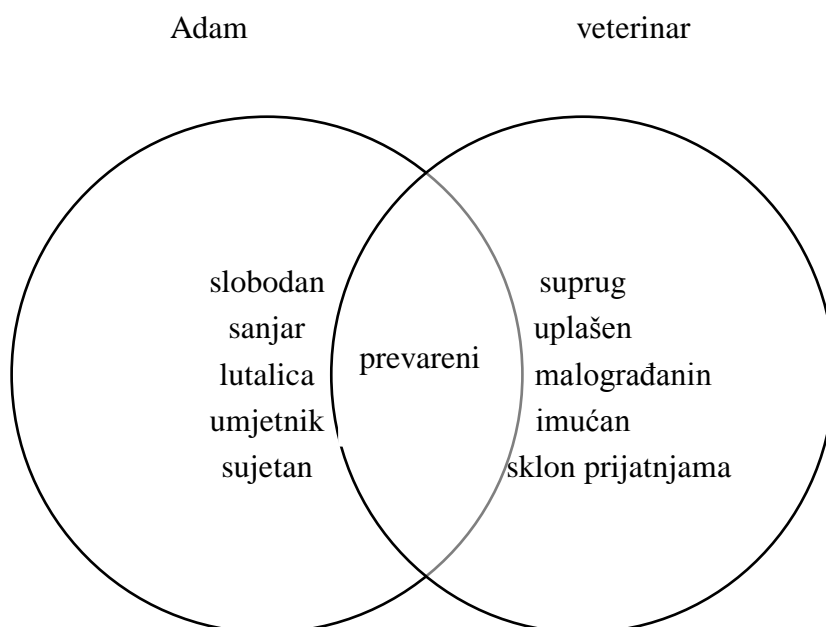 Adam
veterinar
slobodan
sanjar
lutalica
umjetnik
sujetan
prevareni
suprug
uplašen
malograđanin
imućan
sklon prijatnjama